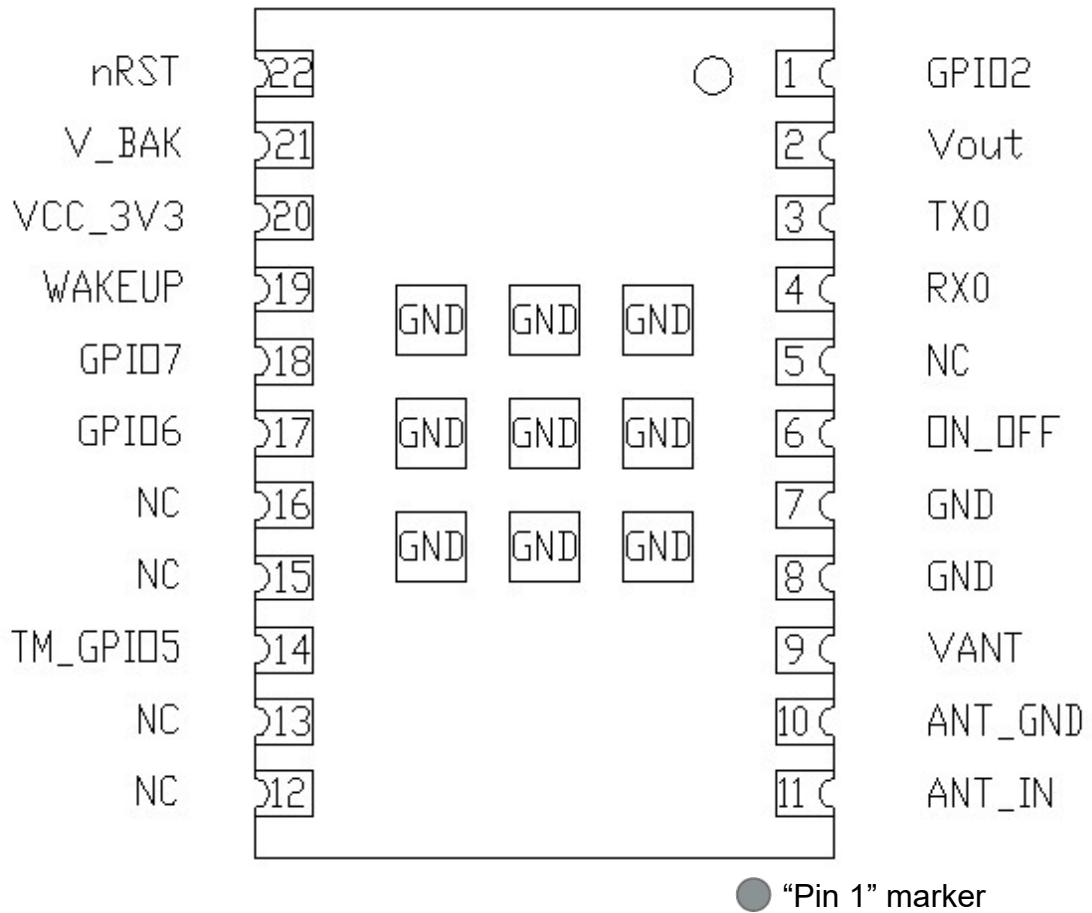 nRST 22 1 GPIO2
V_BAK 21 2 Vout
VCC_3V3 20 3 TX0
WAKEUP 19 4 RX0
GND GND GND
GPIO7 18 5 NC
GPIO6 17 GND GND GND 6 ON_OFF
NC 16 7 GND
GND GND GND
NC 15 8 GND
TM_GPIO5 14 9 VANT
NC 13 10 ANT_GND
NC 12 11 ANT_IN
“Pin 1” marker